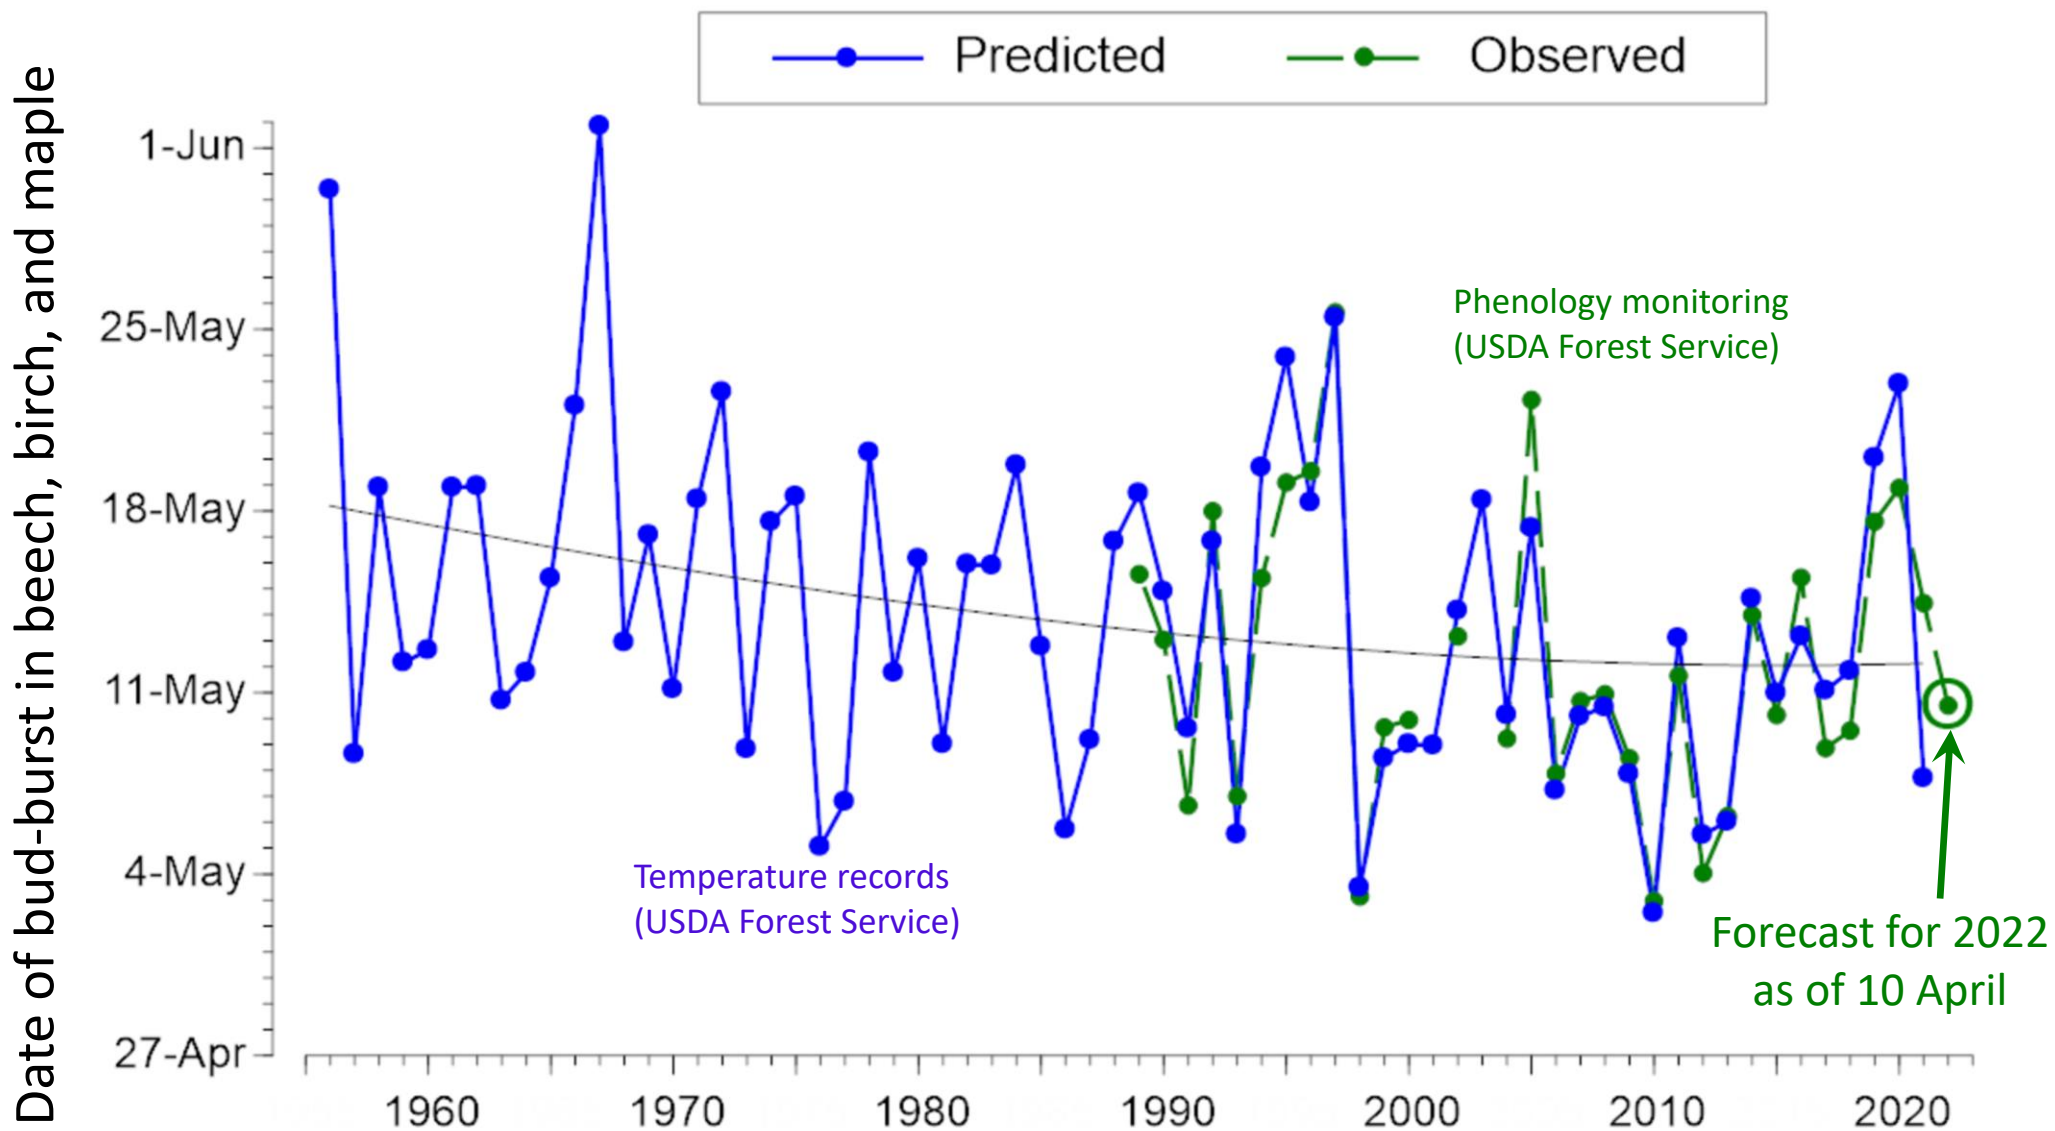 Predicted
Observed
Date of bud-burst in beech, birch, and maple
1-Jun
25-May
18-May
11-May
4-May
27-Apr
Phenology monitoring
(USDA Forest Service)
Temperature records
(USDA Forest Service)
Forecast for 2022
as of 10 April
1960 1970 1980 1990 2000 2010 2020